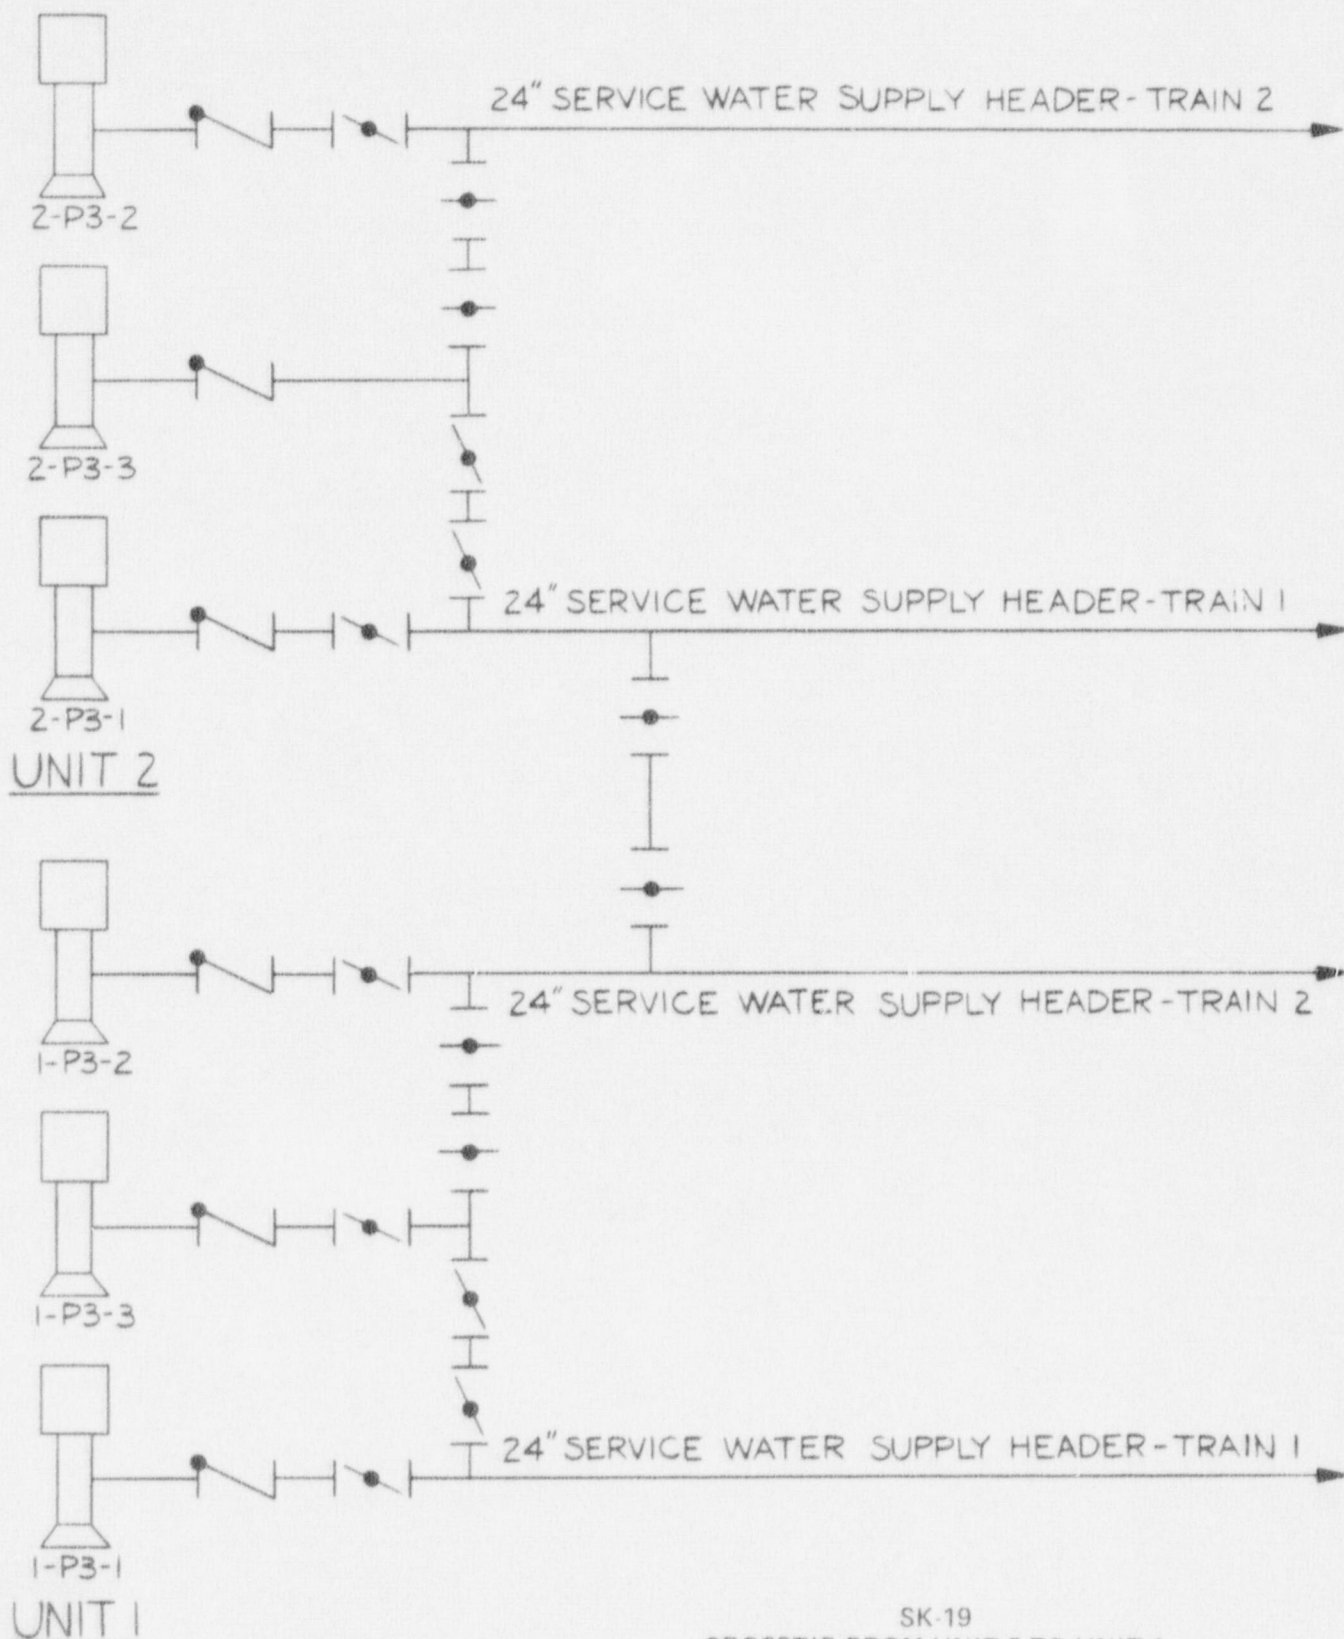 24" SERVICE WATER SUPPLY HEADER-TRAIN 2
2-P3-2
2-P3-3
24" SERVICE WATER SUPPLY HEADER-TRAIN 1
2-P3-1
UNIT 2
24" SERVICE WATER SUPPLY HEADER-TRAIN 2
1-P3-2
1-P3-3
24" SERVICE WATER SUPPLY HEADER-TRAIN 1
1-P3-1
UNIT 1
SK-19